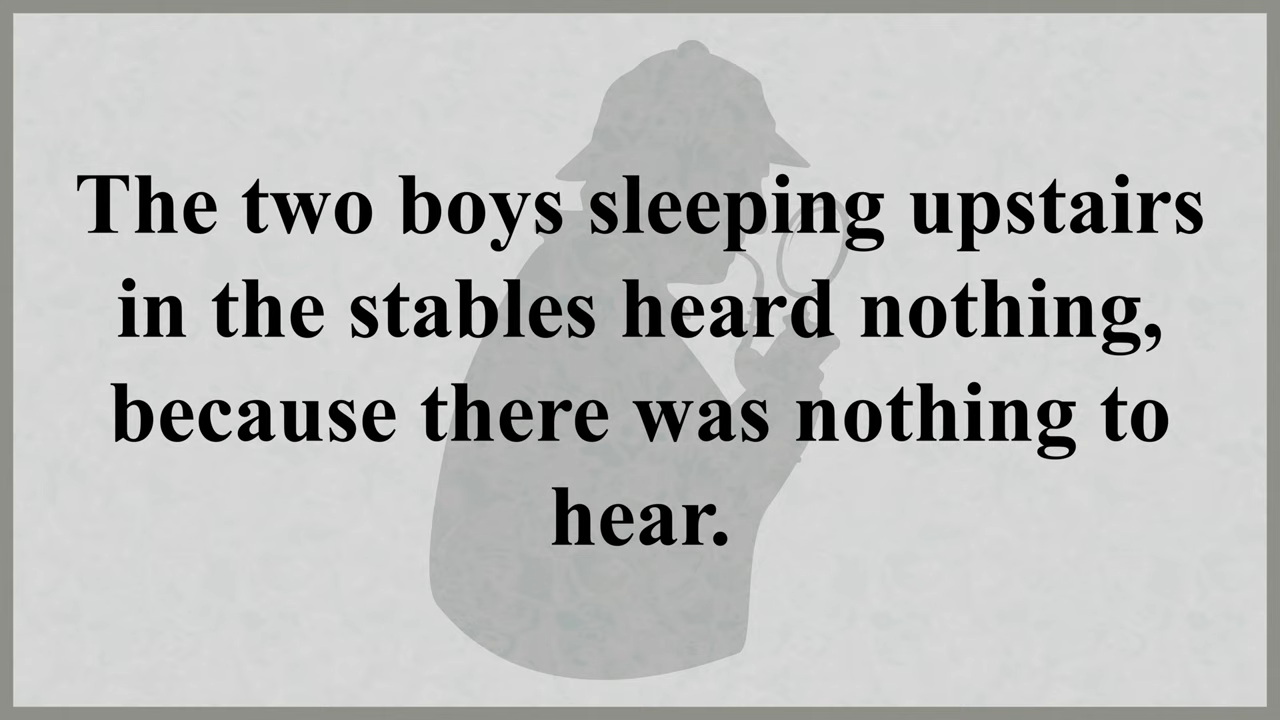 The two boys sleeping upstairs
in the stables heard nothing,
because there was nothing to
hear.